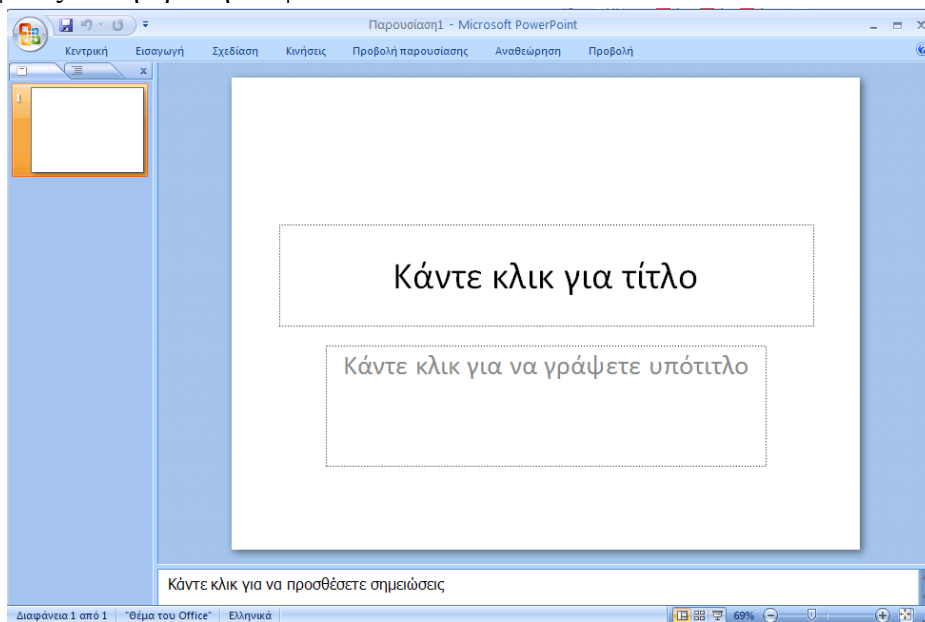 Παρουσίαση1 - Microsoft PowerPoint
Κεντρική Εισαγωγή Σχεδίαση Κινήσεις Προβολή παρουσίασης Αναθεώρηση Προβολή
1
Κάντε κλικ για τίτλο
Κάντε κλικ για να γράψετε υπότιτλο
Κάντε κλικ για να προσθέσετε σημειώσεις
Διαφάνεια 1 από 1 "Θέμα του Office" Ελληνικά 69%